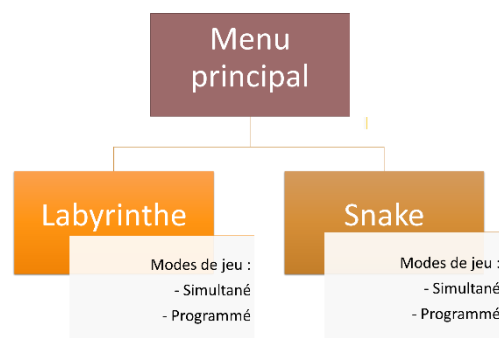 Menu
principal
Labyrinthe
Modes de jeu :
- Simultané
- Programmé
Snake
Modes de jeu :
- Simultané
- Programmé